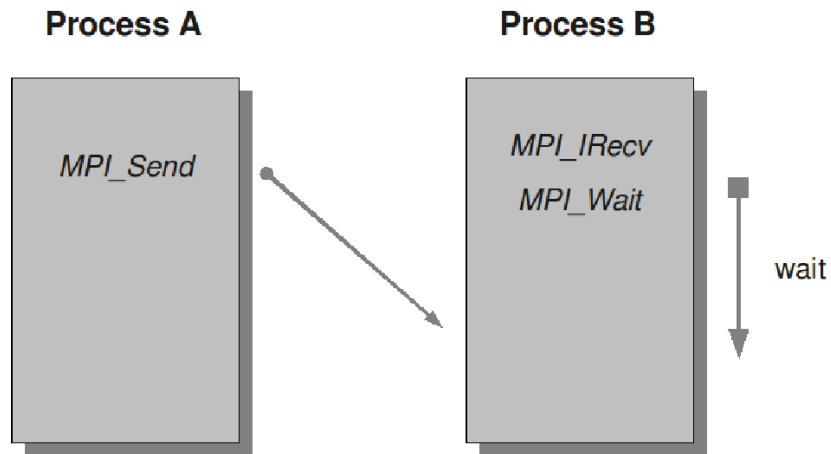 Process A
Process B
MPI_Send
MPI_IRecv
MPI_Wait
wait